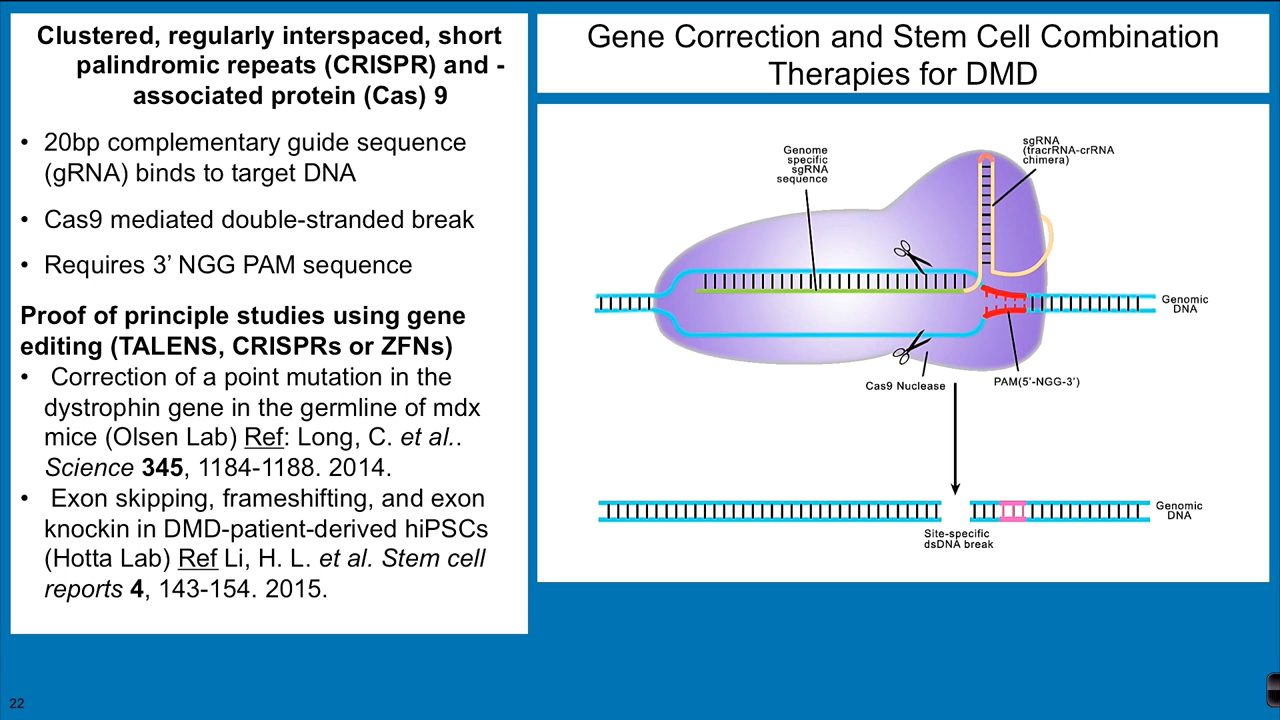 Clustered, regularly interspaced, short
palindromic repeats (CRISPR) and -
associated protein (Cas) 9
• 20bp complementary guide sequence
(gRNA) binds to target DNA
• Cas9 mediated double-stranded break
• Requires 3’ NGG PAM sequence
Proof of principle studies using gene
editing (TALENS, CRISPRs or ZFNs)
• Correction of a point mutation in the
dystrophin gene in the germline of mdx
mice (Olsen Lab) Ref: Long, C. et al..
Science 345, 1184-1188. 2014.
• Exon skipping, frameshifting, and exon
knockin in DMD-patient-derived hiPSCs
(Hotta Lab) Ref Li, H. L. et al. Stem cell
reports 4, 143-154. 2015.
22
Gene Correction and Stem Cell Combination
Therapies for DMD
Genome
specific
sgRNA
sequence
sgRNA
(tracrRNA-crRNA
chimera)
Genomic
DNA
Cas9 Nuclease
PAM(5’-NGG-3’)
Genomic
DNA
Site-specific
dsDNA break